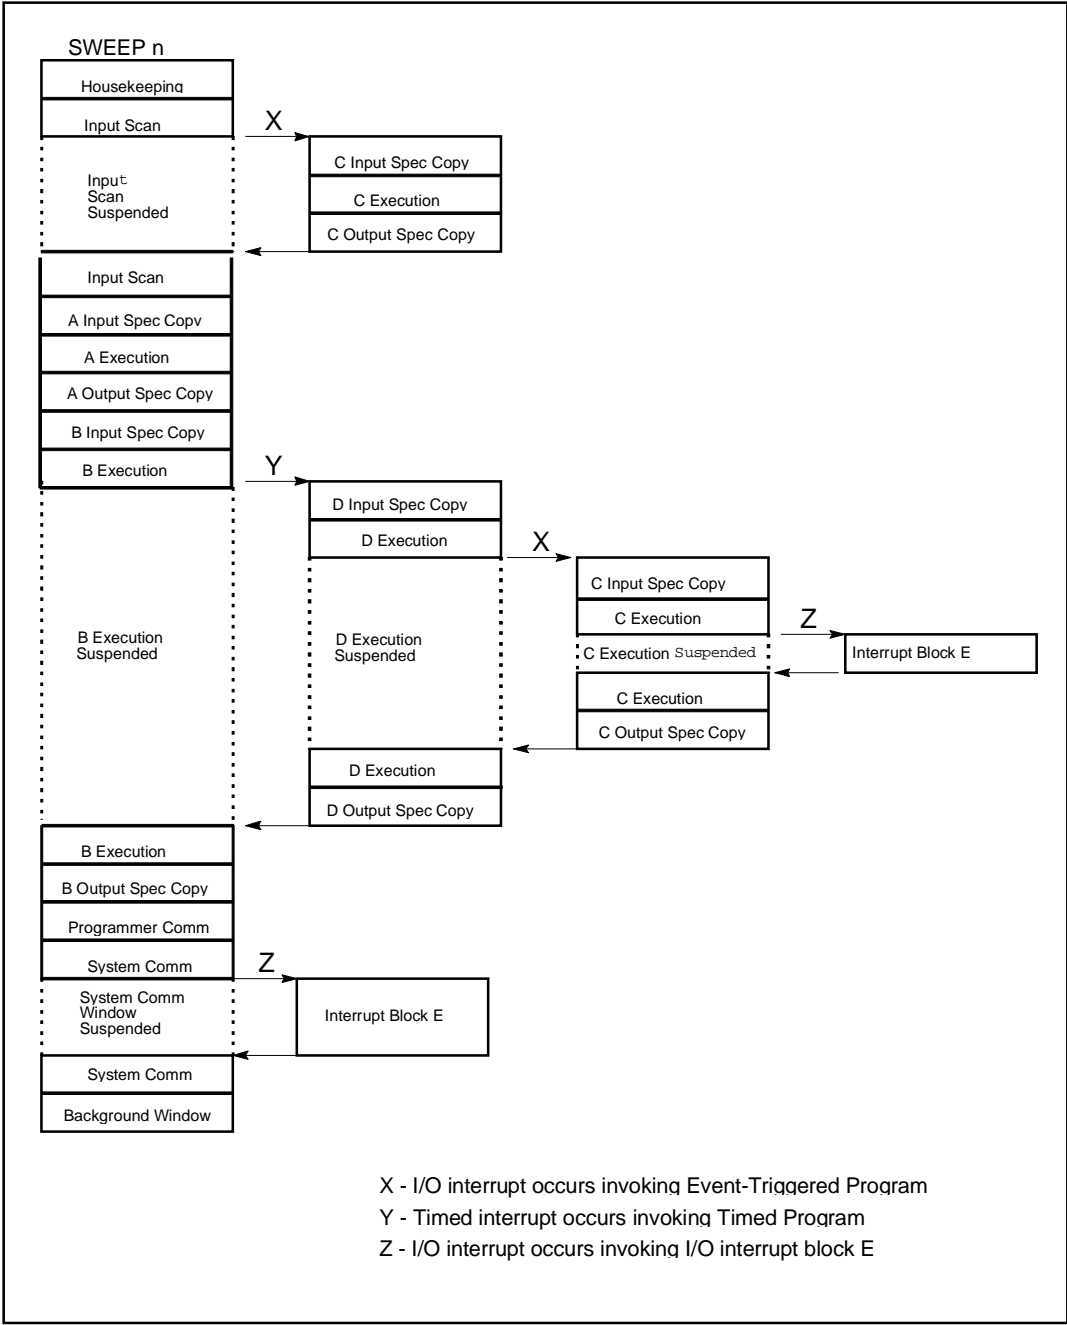 SWEEP n
Housekeeping
Input Scan
X
C Input Spec Copy
Input
Scan
Suspended
C Execution
C Output Spec Copy
Input Scan
A Input Spec Copy
A Execution
A Output Spec Copy
B Input Spec Copy
B Execution
Y
D Input Spec Copy
D Execution
X
C Input Spec Copy
C Execution
Z
B Execution
Suspended
D Execution
Suspended
C Execution Suspended
Interrupt Block E
C Execution
C Output Spec Copy
D Execution
D Output Spec Copy
B Execution
B Output Spec Copy
Programmer Comm
System Comm
Z
System Comm
Window
Suspended
Interrupt Block E
System Comm
Background Window
X - I/O interrupt occurs invoking Event-Triggered Program
Y - Timed interrupt occurs invoking Timed Program
Z - I/O interrupt occurs invoking I/O interrupt block E